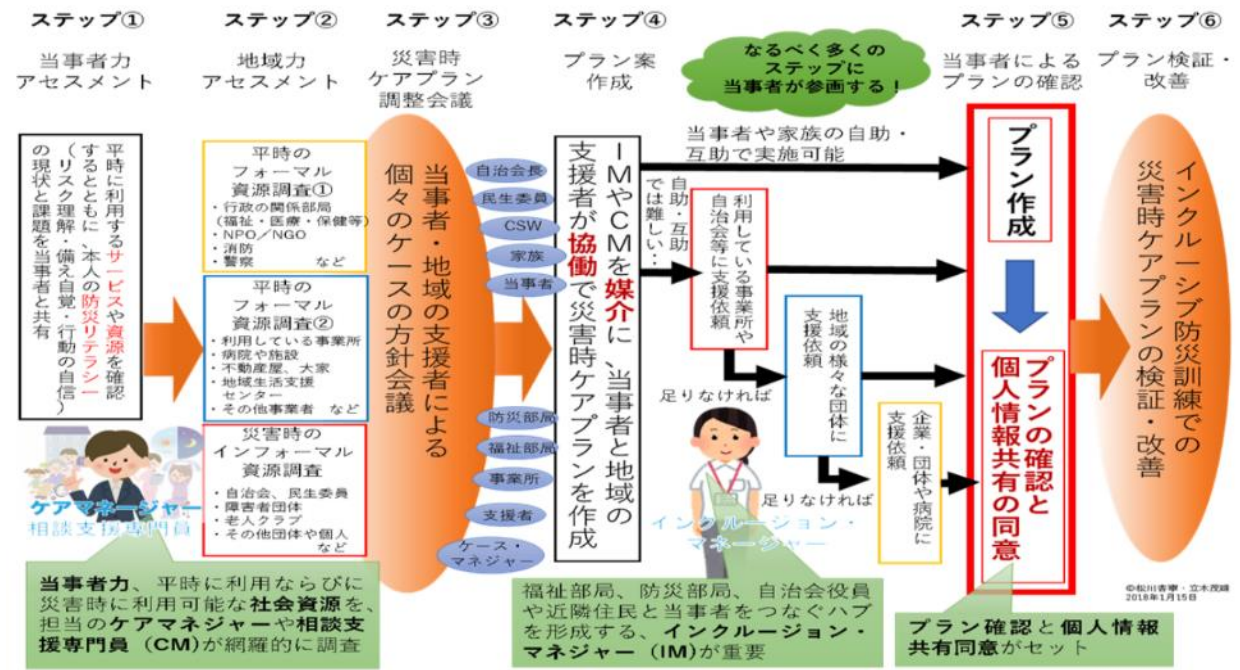 ステップ①
当事者力
アセスメント
平時に利用するサービスや資源を確認
するとともに、本人の防災リテラシー
（リスク理解・備え自覚・行動の自信）
の現状と課題を当事者と共有
ケアマネージャー
相談支援専門員
当事者力、平時に利用ならびに
災害時に利用可能な社会資源を、
担当のケアマネジャーや相談支
援専門員（CM)が網羅的に調査
ステップ②
地域力
アセスメント
平時の
フォーマル
資源調査①
・行政の関係部局
(福祉・医療・保健等)
・NPO／NGO
・消防
・警察　など
平時の
フォーマル
資源調査②
・利用している事業所
・病院や施設
・不動産屋、大家
・地域生活支援
センター
・その他事業者　など
災害時の
インフォーマル
資源調査
・自治会、民生委員
・障害者団体
・老人クラブ
・その他団体や個人
など
ステップ③
災害時
ケアプラン
調整会議
当事者・地域の支援者による
個々のケースの方針会議
自治会長
民生委員
CSW
家族
当事者
防災部局
福祉部局
事業所
支援者
ケース・
マネジャー
ステップ④
プラン案
作成
なるべく多くの
ステップに
当事者が参画する！
IMやCMを媒介に、当事者と地域の
支援者が協働で災害時ケアプランを作成
当事者や家族の自助・
互助で実施可能
自助・互助
では難しい…
利用している事業所や
自治会等に支援依頼
足りなければ
地域の様々な団体に
支援依頼
足りなければ
企業・団体や病院に
支援依頼
インクルージョン・
マネージャー
福祉部局、防災部局、自治会役員
や近隣住民と当事者をつなぐハブ
を形成する、インクルージョン・
マネジャー（IM)が重要
ステップ⑤
当事者による
プランの確認
プラン作成
プランの確認と
個人情報共有の同意
プラン確認と個人情報
共有同意がセット
ステップ⑥
プラン検証・
改善
インクルーシブ防災訓練での
災害時ケアプランの検証・改善
©松川杏寧・立木茂雄
2018年1月15日